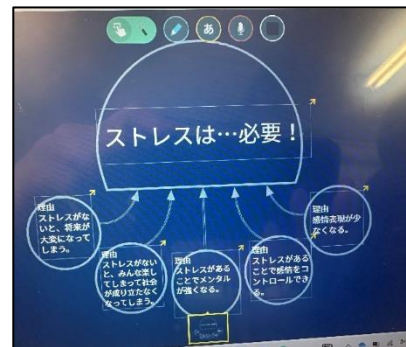 あ
ストレスは…必要！
理由
ストレスがな
いと、将来が
大変になって
しまう。
理由
ストレスがない
と、みんな楽し
てしまって社会
が成り立たなく
なってしまう。
理由
ストレスがある
ことでメンタル
が強くなる。
理由
ストレスがある
ことで感情をコ
ントロールでき
る。
理由
感情表現が少
なくなる。